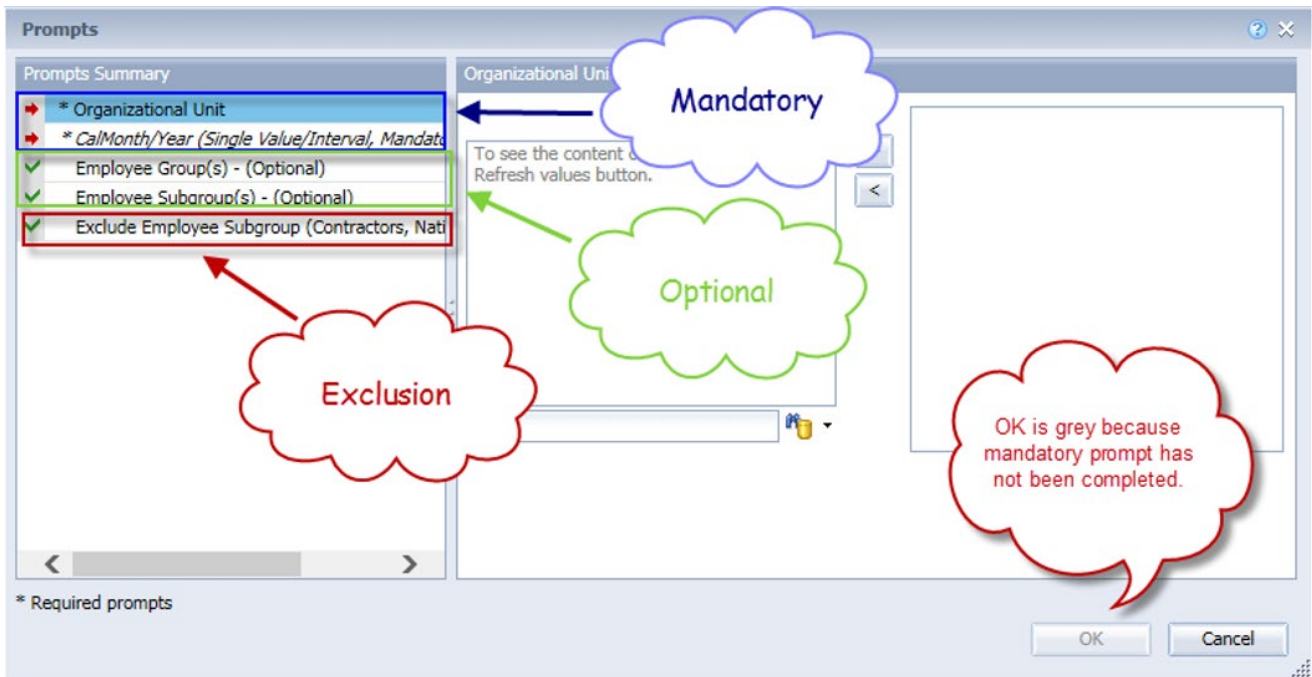 Prompts
Prompts Summary
* Organizational Unit
* CalMonth/Year (Single Value/Interval, Mandato
Employee Group(s) - (Optional)
Employee Subgroup(s) - (Optional)
Exclude Employee Subgroup (Contractors, Nati
Organizational Uni
To see the content
Refresh values button.
<
Mandatory
Optional
Exclusion
OK is grey because
mandatory prompt has
not been completed.
* Required prompts
OK
Cancel